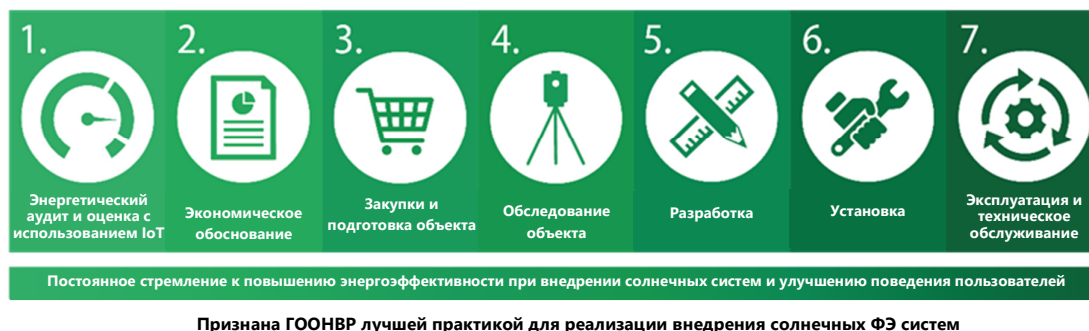 1.
2.
3.
4.
5.
6.
7.
Энергетический
аудит и оценка с
использованием IoT
Экономическое
обоснование
Закупки и
подготовка объекта
Обследование
объекта
Разработка
Установка
Эксплуатация и
техническое
обслуживание
Постоянное стремление к повышению энергоэффективности при внедрении солнечных систем и улучшению поведения пользователей
Признана ГООНВР лучшей практикой для реализации внедрения солнечных ФЭ систем